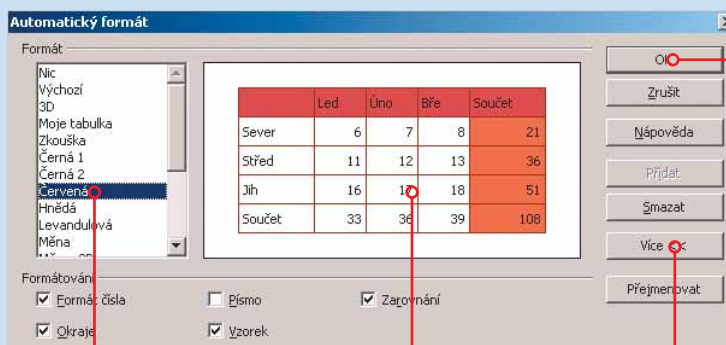 Automatický formát
Formát
Nic
Výchozí
3D
Moje tabulka
Zkouška
Černá 1
Černá 2
Červená
Hnědá
Levandulová
Měna
Led Úno Bře Součet
Sever 6 7 8 21
Střed 11 12 13 36
Jih 16 17 18 51
Součet 33 36 39 108
OK
Zrušit
Nápověda
Přidat
Smazat
Více <<
Přejmenovat
Formátování
Formát čísla
Písmo
Zarovnání
Okraje
Vzorek